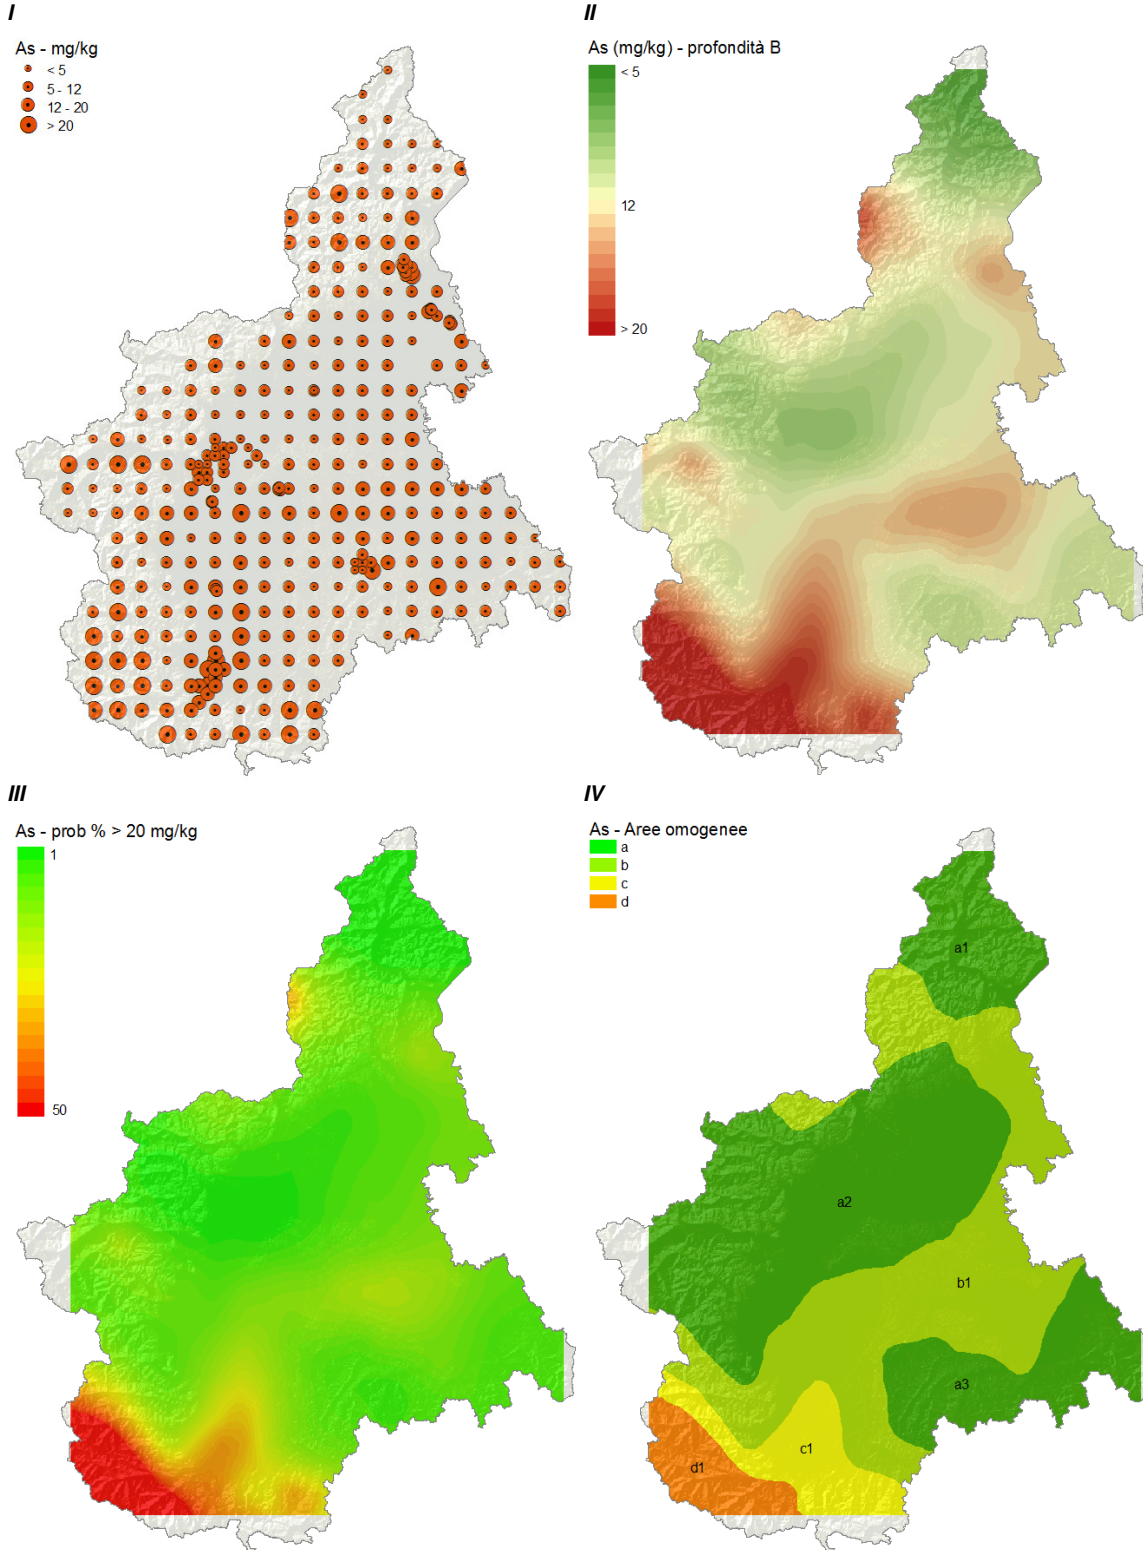 I
As - mg/kg
< 5
5 - 12
12 - 20
> 20
II
As (mg/kg) - profondità B
< 5
12
> 20
III
As - prob % > 20 mg/kg
1
50
IV
As - Aree omogenee
a
b
c
d
a1
a2
b1
a3
c1
d1